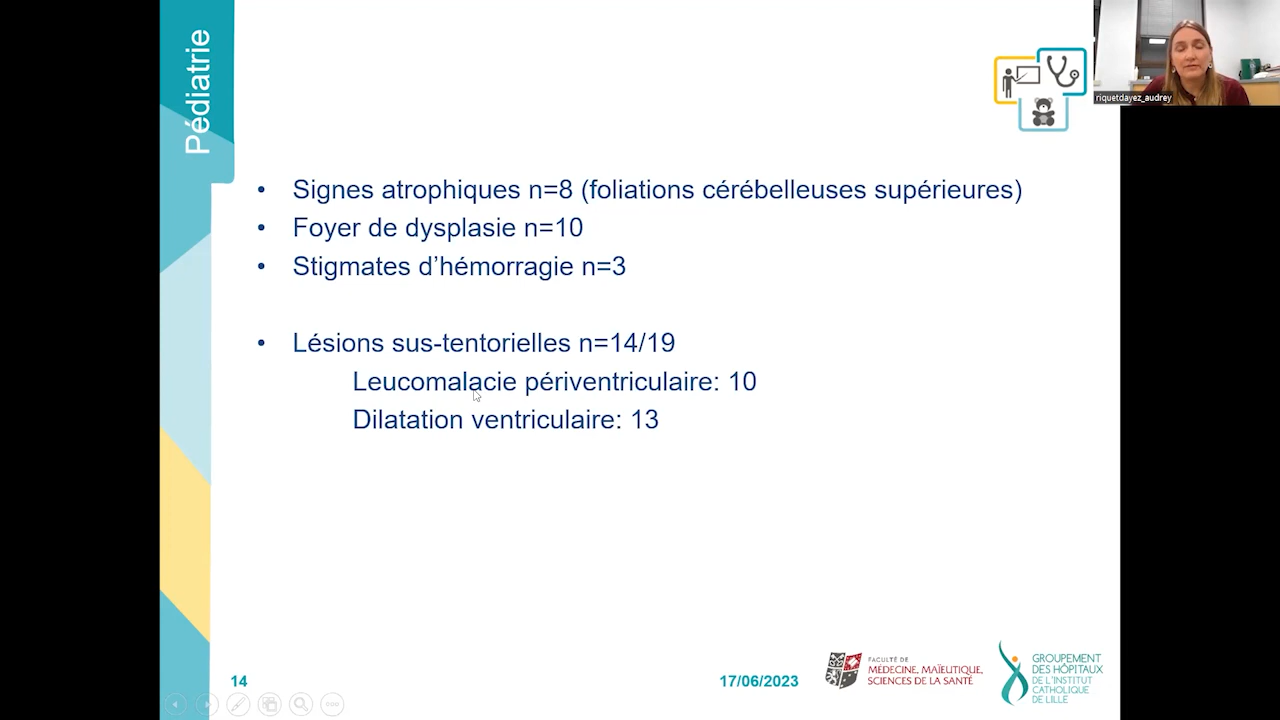 Pédiatrie
riquetdayez_audrey
• Signes atrophiques n=8 (foliations cérébelleuses supérieures)
• Foyer de dysplasie n=10
• Stigmates d’hémorragie n=3
• Lésions sus-tentorielles n=14/19
Leucomalacie périventriculaire: 10
Dilatation ventriculaire: 13
14
17/06/2023
FACULTÉ DE
MÉDECINE, MAÏEUTIQUE,
SCIENCES DE LA SANTÉ
GROUPEMENT
DES HÔPITAUX
DE L'INSTITUT
CATHOLIQUE
DE LILLE